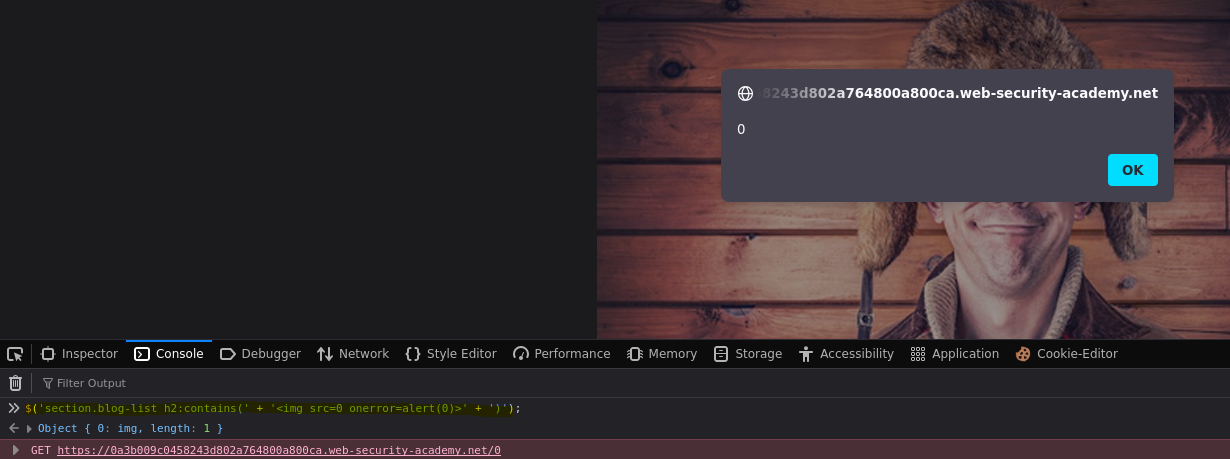 8243d802a764800a800ca.web-security-academy.net
0
OK
Inspector Console Debugger Network Style Editor Performance Memory Storage Accessibility Application Cookie-Editor
Filter Output
$('section.blog-list h2:contains(' + '<img src=0 onerror=alert(0)>' + ')');
Object { 0: img, length: 1 }
GET https://0a3b009c0458243d802a764800a800ca.web-security-academy.net/0